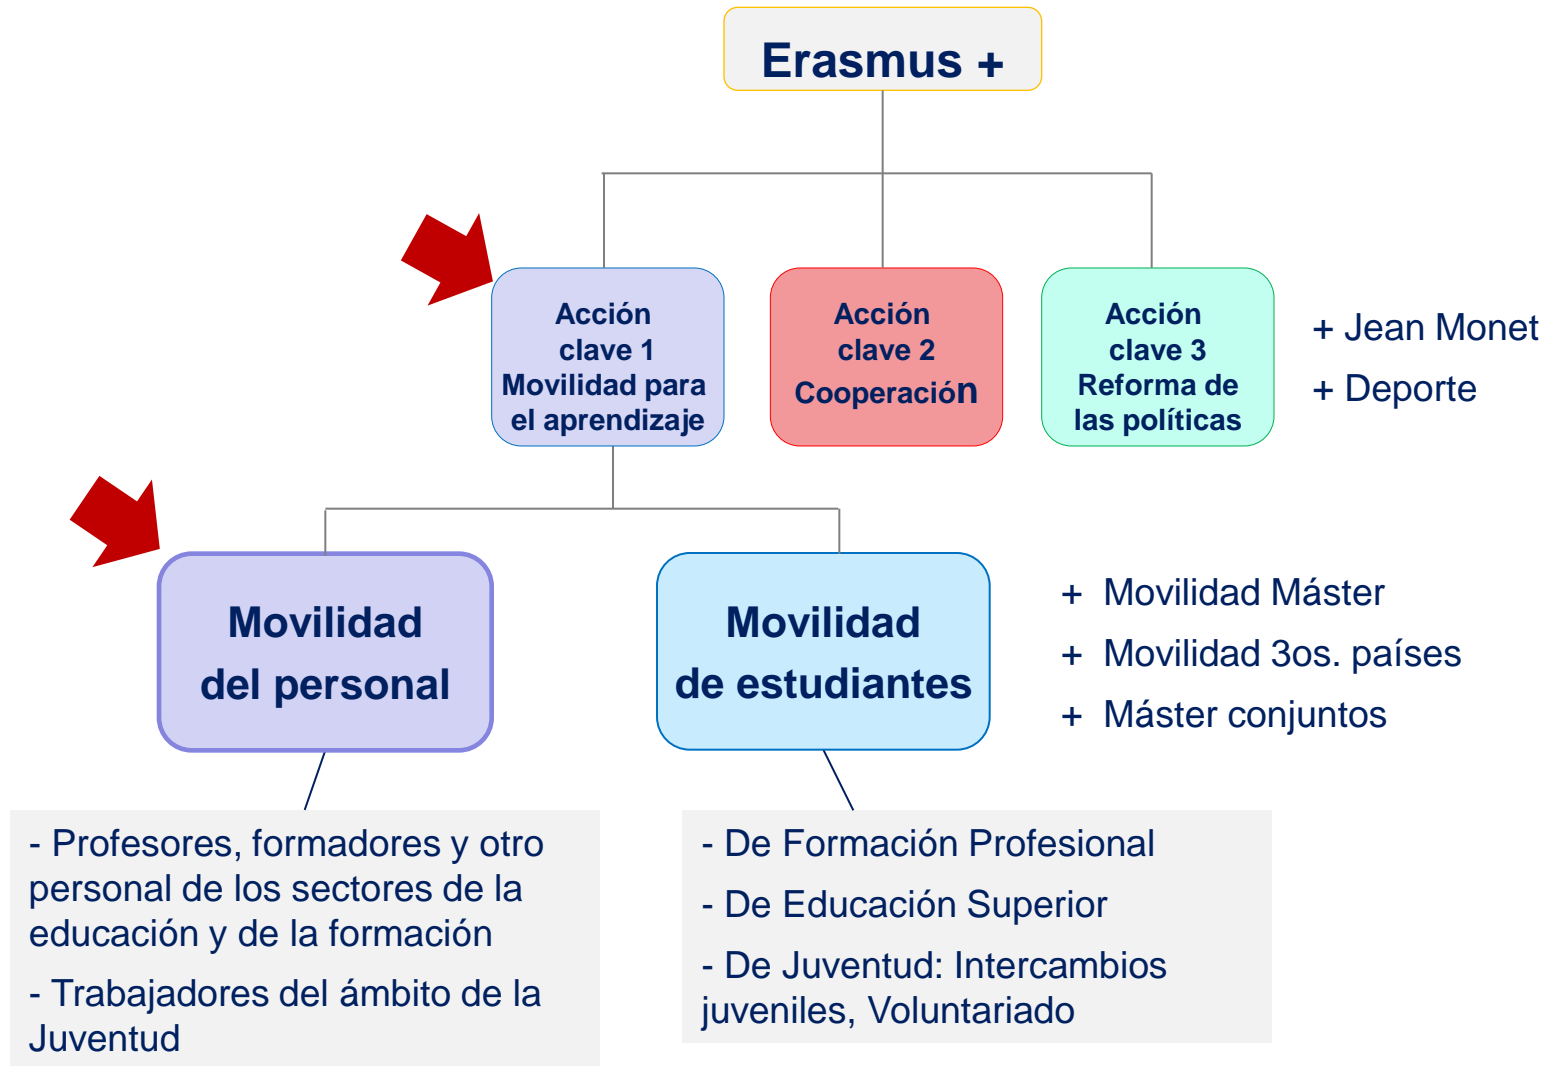 Erasmus +
Acción
clave 1
Movilidad para
el aprendizaje
Acción
clave 2
Cooperación
Acción
clave 3
Reforma de
las políticas
+ Jean Monet
+ Deporte
Movilidad
del personal
Movilidad
de estudiantes
+ Movilidad Máster
+ Movilidad 3os. países
+ Máster conjuntos
- Profesores, formadores y otro
personal de los sectores de la
educación y de la formación
- Trabajadores del ámbito de la
Juventud
- De Formación Profesional
- De Educación Superior
- De Juventud: Intercambios
juveniles, Voluntariado